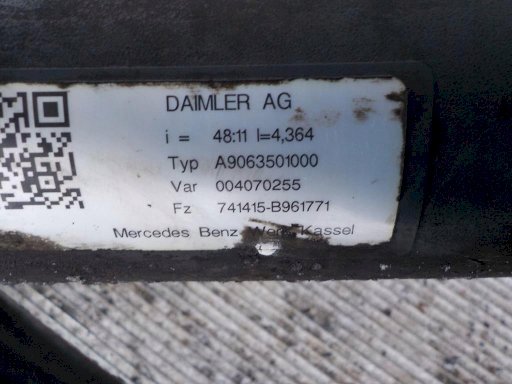 DAIMLER AG
i = 48:11 I=4,364
Typ A9063501000
Var 004070255
Fz 741415-B961771
Mercedes Benz Werk Kassel